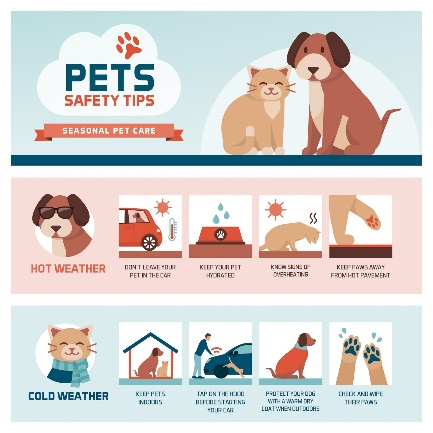 PETS
SAFETY TIPS
SEASONAL PET CARE
HOT WEATHER
DON'T LEAVE YOUR
PET IN THE CAR
KEEP YOUR PET
HYDRATED
KNOW SIGNS OF
OVERHEATING
KEEP PAWS AWAY
FROM HOT PAVEMENT
COLD WEATHER
KEEP PETS
INDOORS
TAP ON THE HOOD
BEFORE STARTING
YOUR CAR
PROTECT YOUR DOG
WITH A WARM DRY
COAT WHEN OUTDOORS
CHECK AND WIPE
THEIR PAWS